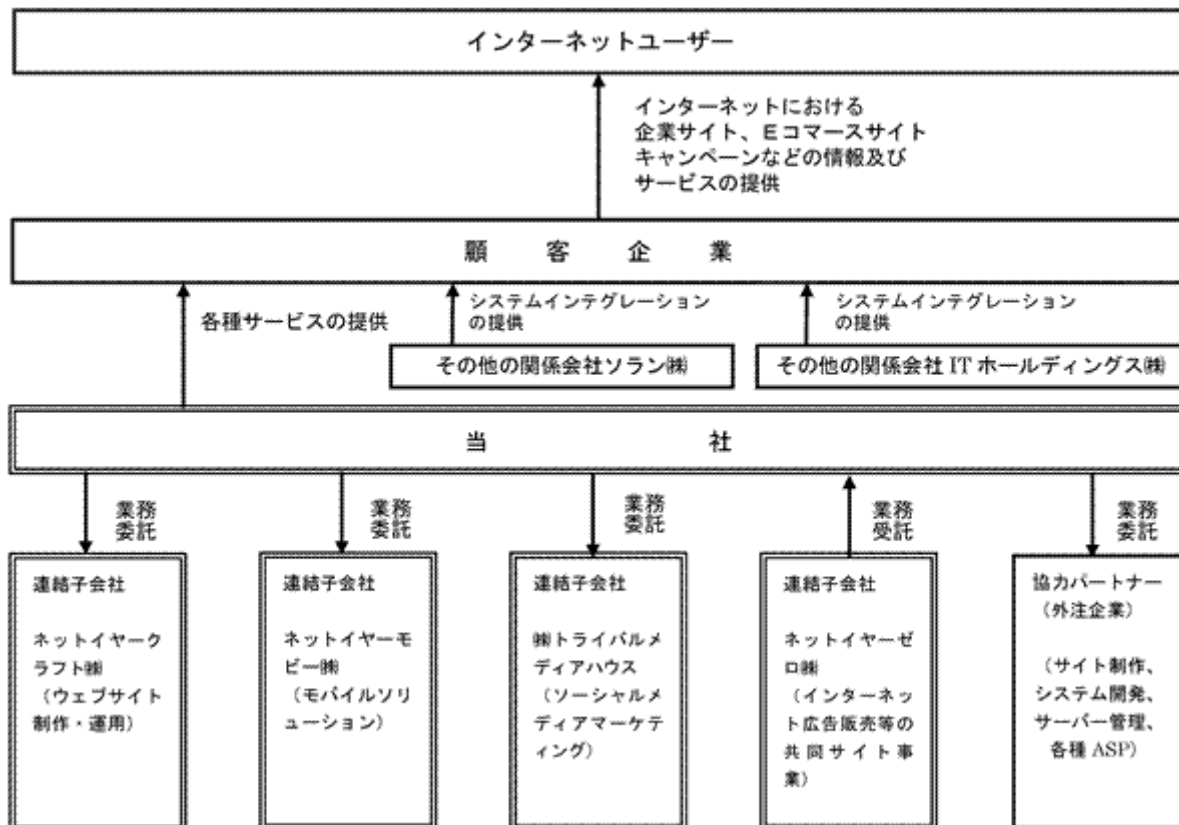 インターネットユーザー
インターネットにおける
企業サイト、Eコマースサイト
キャンペーンなどの情報及び
サービスの提供
顧客企業
各種サービスの提供
システムインテグレーション
の提供
システムインテグレーション
の提供
その他の関係会社ソラン㈱
その他の関係会社 IT ホールディングス㈱
当社
業務
委託
業務
委託
業務
委託
業務
受託
業務
委託
連結子会社
ネットイヤーク
ラフト㈱
（ウェブサイト
制作・運用）
連結子会社
ネットイヤーモ
ビー㈱
（モバイルソリ
ューション）
連結子会社
㈱トライバルメ
ディアハウス
（ソーシャルメ
ディアマーケテ
ィング）
連結子会社
ネットイヤーゼ
ロ㈱
（インターネッ
ト広告販売等の
共同サイト事
業）
協力パートナー
（外注企業）
（サイト制作、
システム開発、
サーバー管理、
各種 ASP）